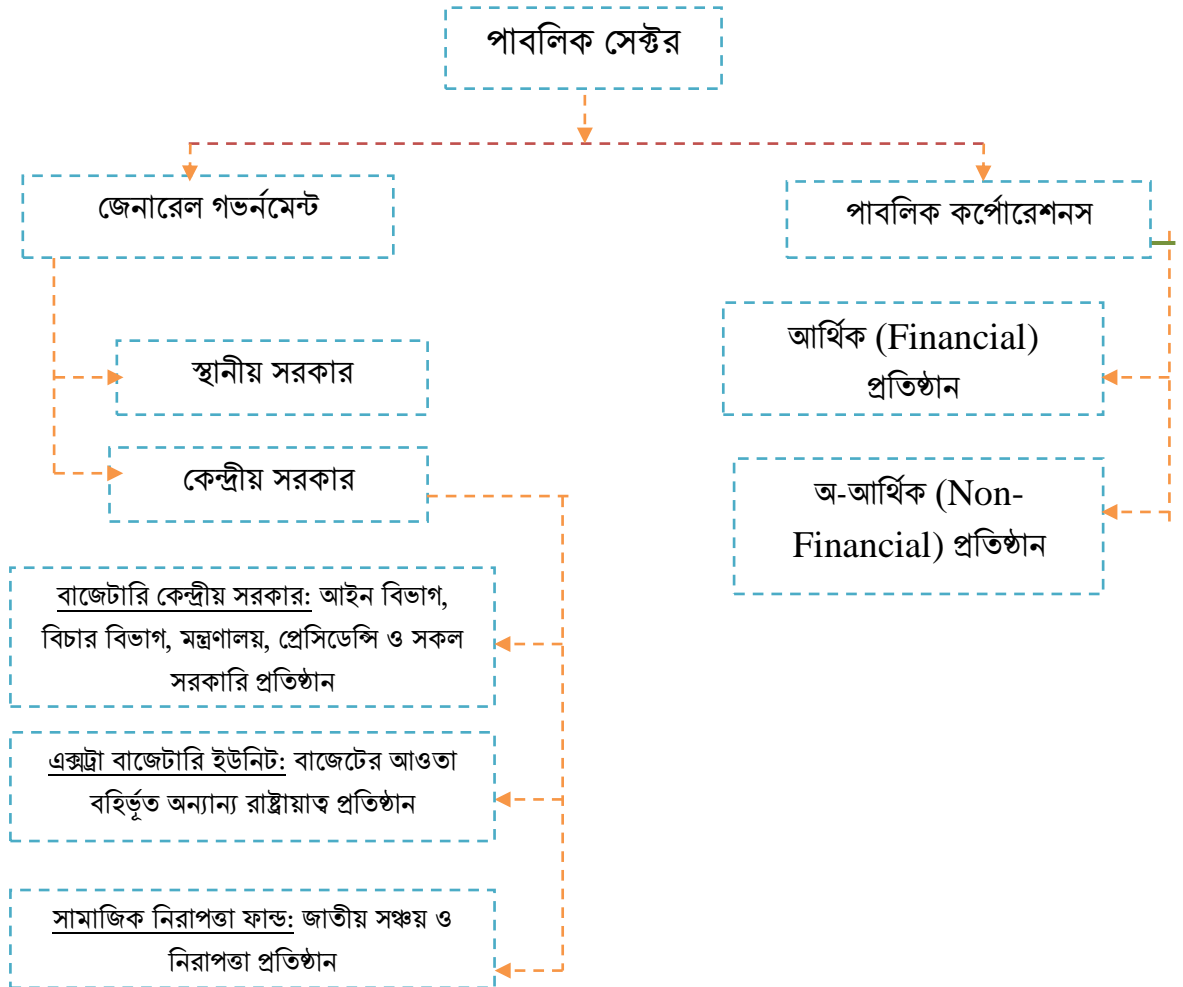 পাবলিক সেক্টর
জেনারেল গভর্নমেন্ট
পাবলিক কর্পোরেশনস
স্থানীয় সরকার
কেন্দ্রীয় সরকার
আর্থিক (Financial)
প্রতিষ্ঠান
অ-আর্থিক (Non-
Financial) প্রতিষ্ঠান
বাজেটারি কেন্দ্রীয় সরকার: আইন বিভাগ,
বিচার বিভাগ, মন্ত্রণালয়, প্রেসিডেন্সি ও সকল
সরকারি প্রতিষ্ঠান
এক্সট্রা বাজেটারি ইউনিট: বাজেটের আওতা
বহির্ভূত অন্যান্য রাষ্ট্রায়াত্ব প্রতিষ্ঠান
সামাজিক নিরাপত্তা ফান্ড: জাতীয় সঞ্চয় ও
নিরাপত্তা প্রতিষ্ঠান